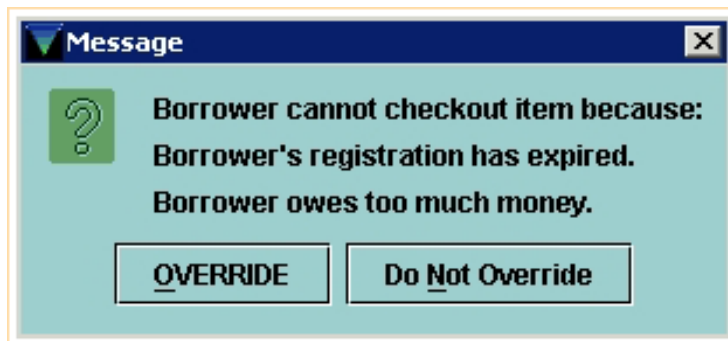 Message
Borrower cannot checkout item because:
Borrower's registration has expired.
Borrower owes too much money.
OVERRIDE Do Not Override